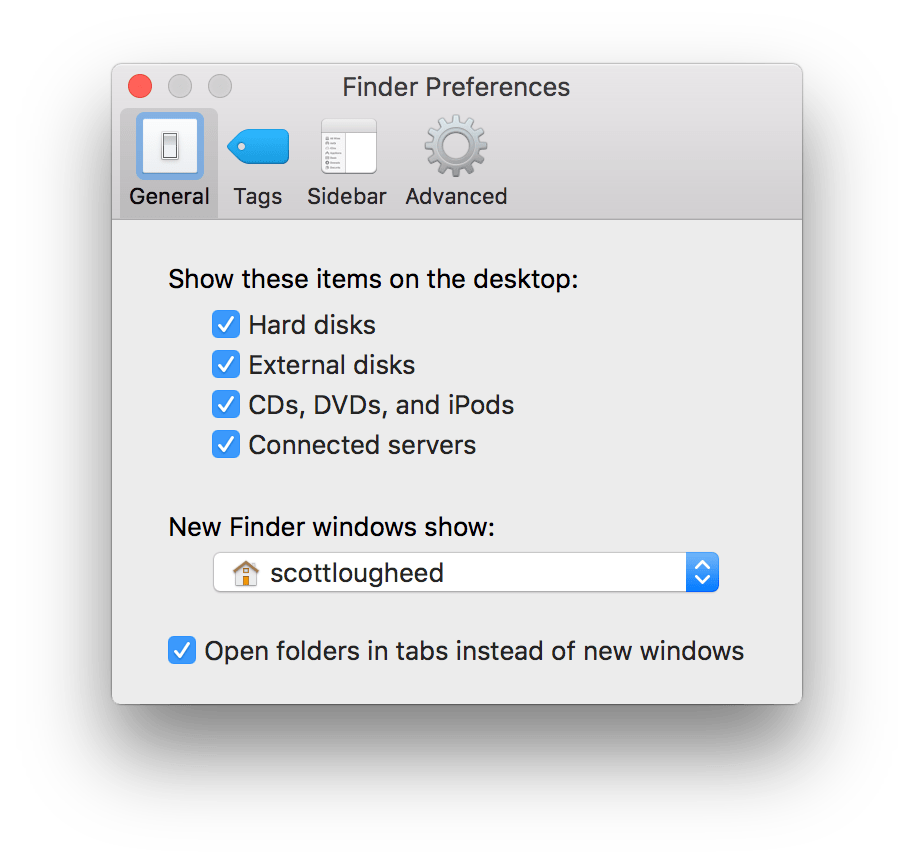 Finder Preferences
General Tags Sidebar Advanced
Show these items on the desktop:
Hard disks
External disks
CDs, DVDs, and iPods
Connected servers
New Finder windows show:
scottlougheed
Open folders in tabs instead of new windows